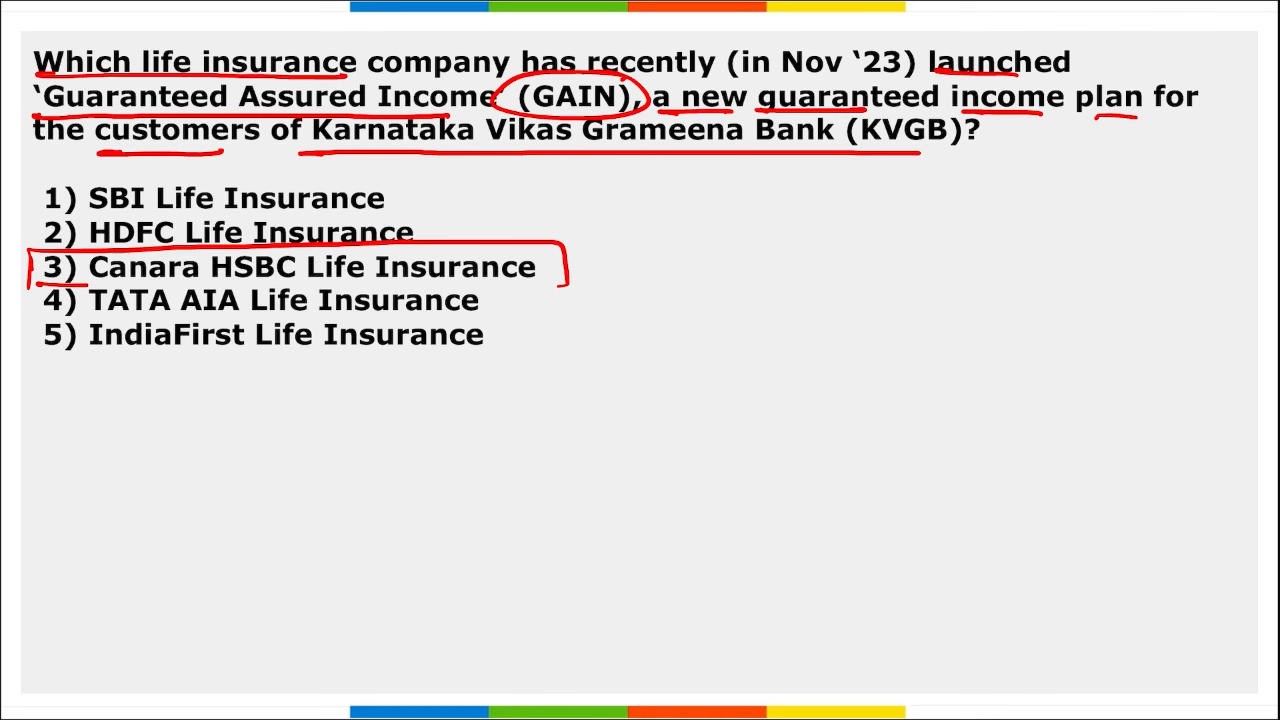 Which life insurance company has recently (in Nov ‘23) launched
‘Guaranteed Assured Income’ (GAIN), a new guaranteed income plan for
the customers of Karnataka Vikas Grameena Bank (KVGB)?
1) SBI Life Insurance
2) HDFC Life Insurance
3) Canara HSBC Life Insurance
4) TATA AIA Life Insurance
5) IndiaFirst Life Insurance